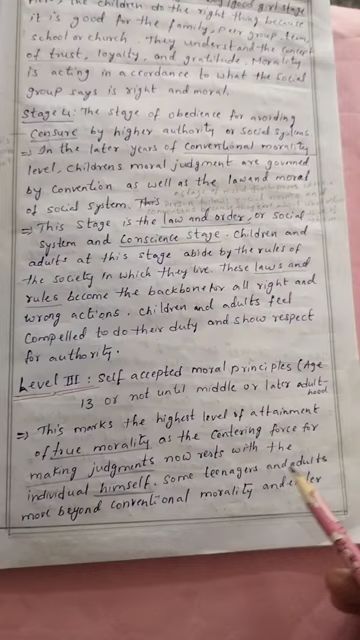 the children do the right thing because
it is good for the family, peer group, team
school or church. They understand the concept
of trust, loyalty, and gratitude. Morality
is acting in accordance to what the social
group says is right and moral.
Stage 4: The stage of obedience for avoiding
censure by higher authority or social systems
⇒ In the later years of conventional morality
level, childrens moral judgment are governed
by convention as well as the law and moral
of social system. This
⇒ This stage is the law and order, or social
system and conscience stage. Children and
adults at this stage abide by the rules of
the society in which they live. These laws and
rules become the backbone for all right and
wrong actions. Children and adults feel
compelled to do their duty and show respect
for authority.
Level III: Self accepted moral principles (Age
13 or not until middle or later adult
hood
⇒ This marks the highest level of attainment
of true morality as the centering force for
making judgments now rests with the
individual himself. Some teenagers and adults
more beyond conventional morality and